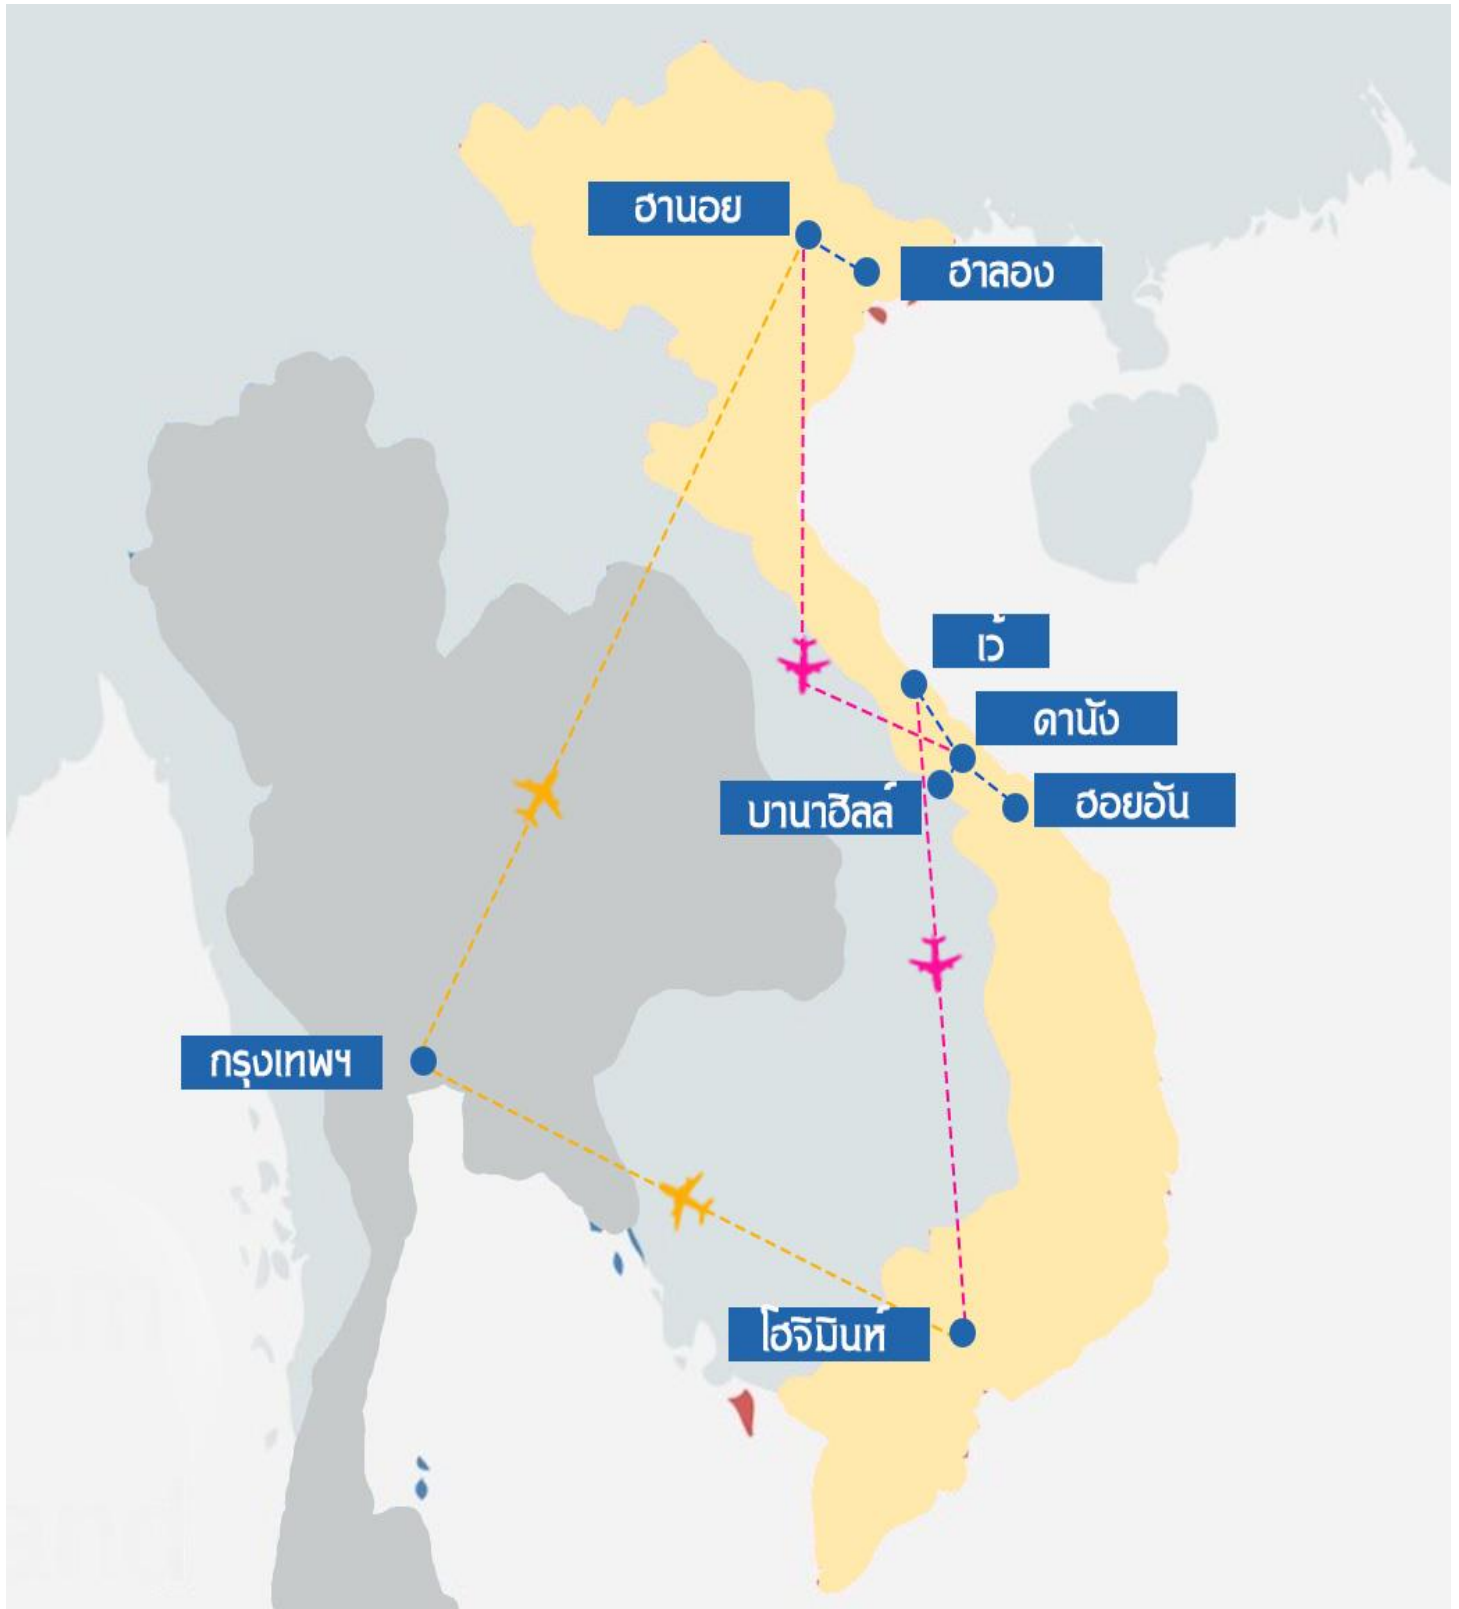 ฮานอย
ฮาลอง
เว้
ดานัง
บานาฮิลล์
ฮอยอัน
กรุงเทพฯ
โฮจิมินห์